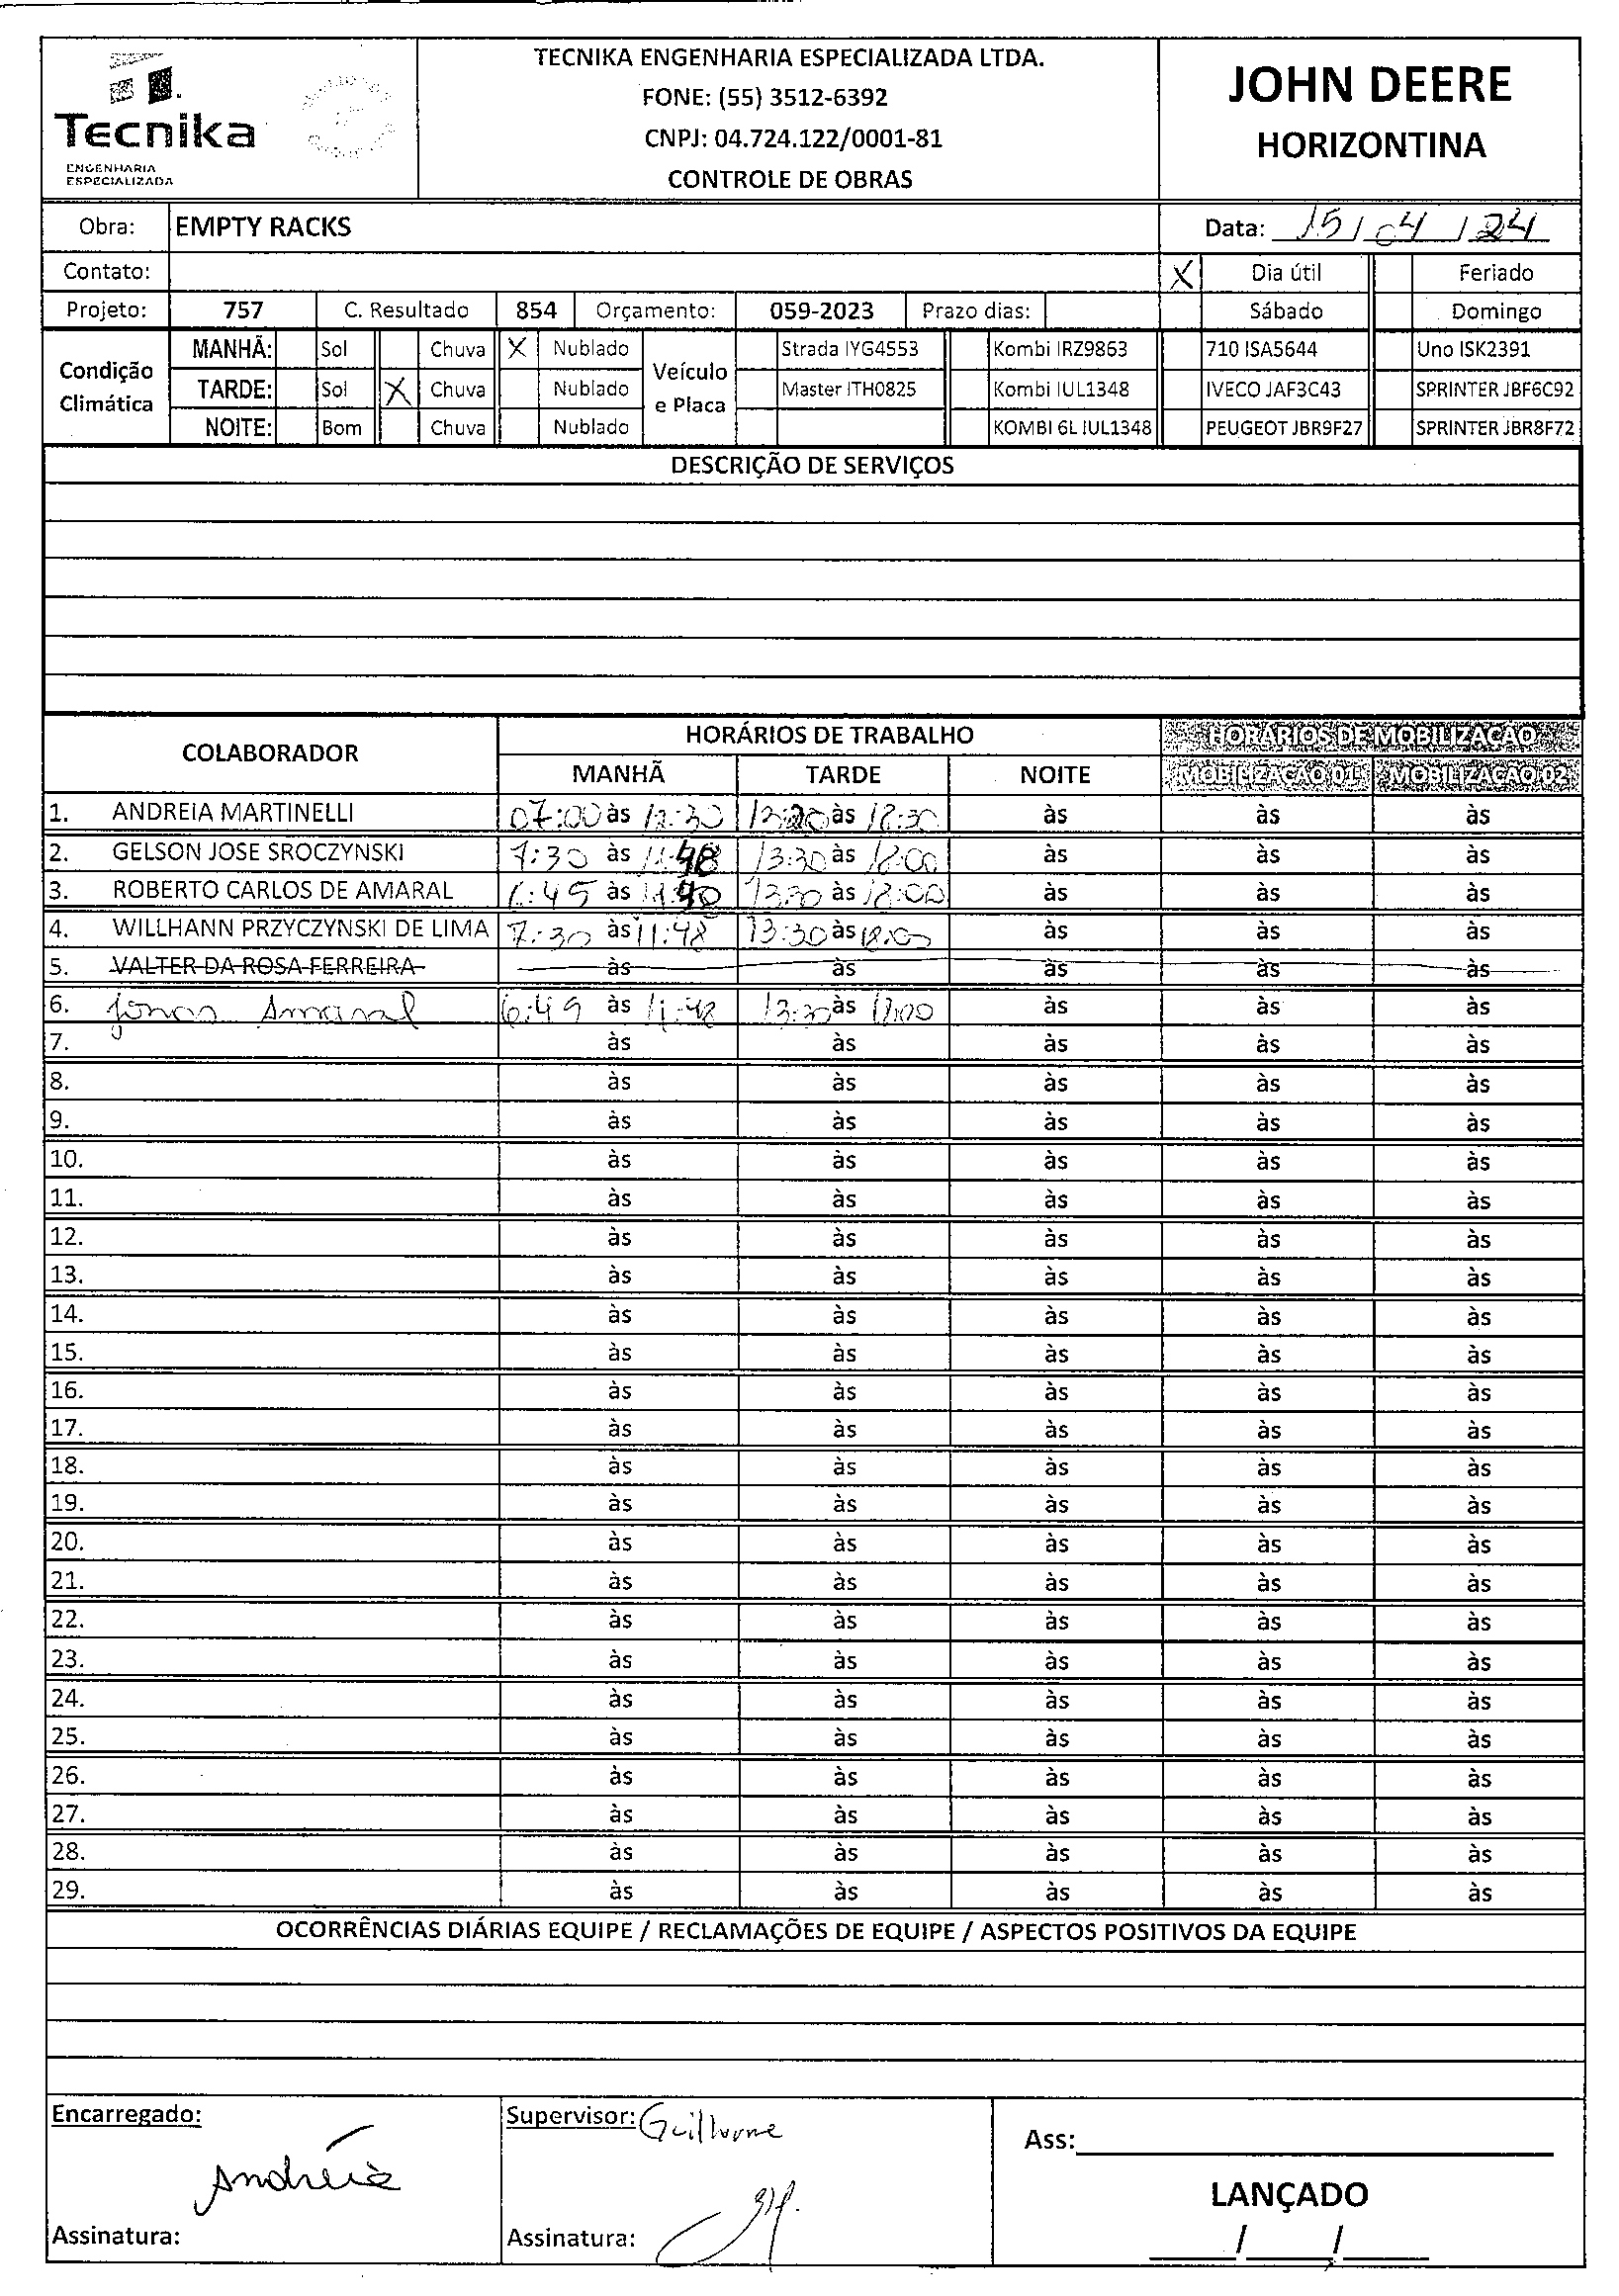 Tecnika
ENGENHARIA
ESPECIALIZADA
TECNIKA ENGENHARIA ESPECIALIZADA LTDA.
FONE: (55) 3512-6392
CNPJ: 04.724.122/0001-81
CONTROLE DE OBRAS
JOHN DEERE
HORIZONTINA
Obra: EMPTY RACKS Data: 15/04/24
Contato: X Dia útil Feriado
Projeto: 757 C. Resultado 854 Orçamento: 059-2023 Prazo dias: Sábado Domingo
Condição Climática
MANHÃ: Sol Chuva X Nublado
TARDE: Sol X Chuva Nublado
NOITE: Bom Chuva Nublado
Veículo e Placa
Strada IYG4553 Kombi IRZ9863 710 ISA5644 Uno ISK2391
Master ITH0825 Kombi IUL1348 IVECO JAF3C43 SPRINTER JBF6C92
KOMBI 6L IUL1348 PEUGEOT JBR9F27 SPRINTER JBR8F72
DESCRIÇÃO DE SERVIÇOS
COLABORADOR HORÁRIOS DE TRABALHO HORÁRIOS DE MOBILIZAÇÃO
MANHÃ TARDE NOITE MOBILIZAÇÃO 01 MOBILIZAÇÃO 02
1. ANDREIA MARTINELLI 07:00 às 12:30 13:20 às 18:30 às às às
2. GELSON JOSE SROCZYNSKI 7:30 às 11:48 13:30 às 18:00 às às às
3. ROBERTO CARLOS DE AMARAL 6:45 às 13:30 às 18:00 às às às
4. WILLHANN PRZYCZYNSKI DE LIMA 7:30 às 11:48 13:30 às 18:00 às às às
5. VALTER DA ROSA FERREIRA às às às às às
6. Jonas Amaral 6:49 às 11:48 13:30 às 18:00 às às às
7. às às às às às
8. às às às às às
9. às às às às às
10. às às às às às
11. às às às às às
12. às às às às às
13. às às às às às
14. às às às às às
15. às às às às às
16. às às às às às
17. às às às às às
18. às às às às às
19. às às às às às
20. às às às às às
21. às às às às às
22. às às às às às
23. às às às às às
24. às às às às às
25. às às às às às
26. às às às às às
27. às às às às às
28. às às às às às
29. às às às às às
OCORRÊNCIAS DIÁRIAS EQUIPE / RECLAMAÇÕES DE EQUIPE / ASPECTOS POSITIVOS DA EQUIPE
Encarregado: Supervisor: Guilherme
Ass:
Andréia
LANÇADO
Assinatura: Assinatura:
/ /